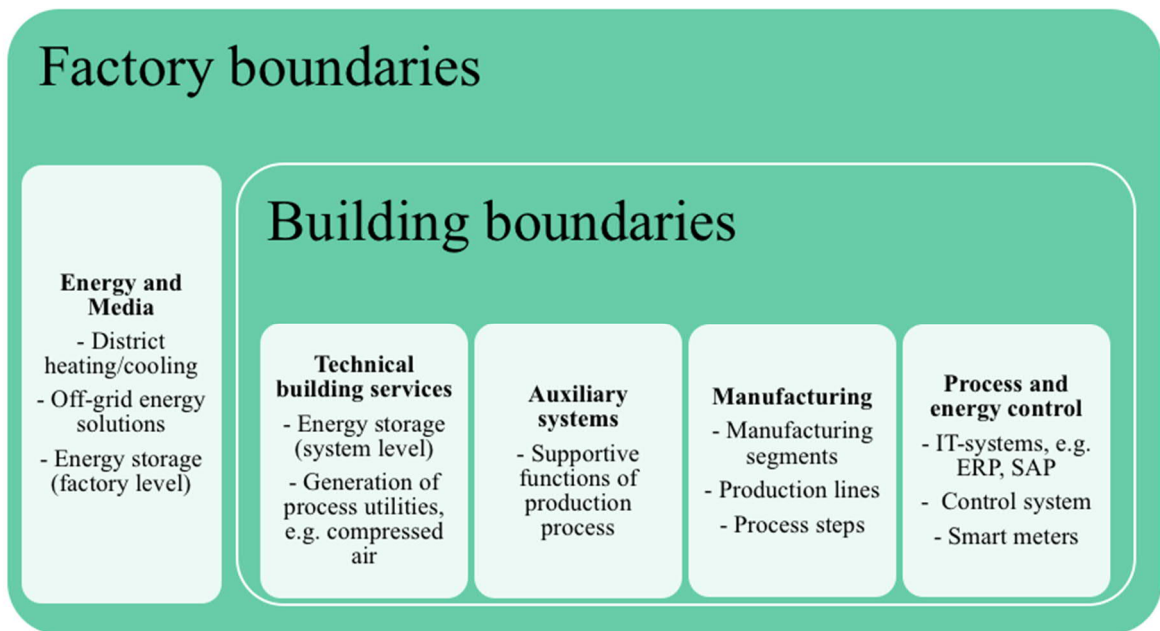 Factory boundaries
Energy and
Media
- District
heating/cooling
- Off-grid energy
solutions
- Energy storage
(factory level)
Building boundaries
Technical
building services
- Energy storage
(system level)
- Generation of
process utilities,
e.g. compressed
air
Auxiliary
systems
- Supportive
functions of
production
process
Manufacturing
- Manufacturing
segments
- Production lines
- Process steps
Process and
energy control
- IT-systems, e.g.
ERP, SAP
- Control system
- Smart meters